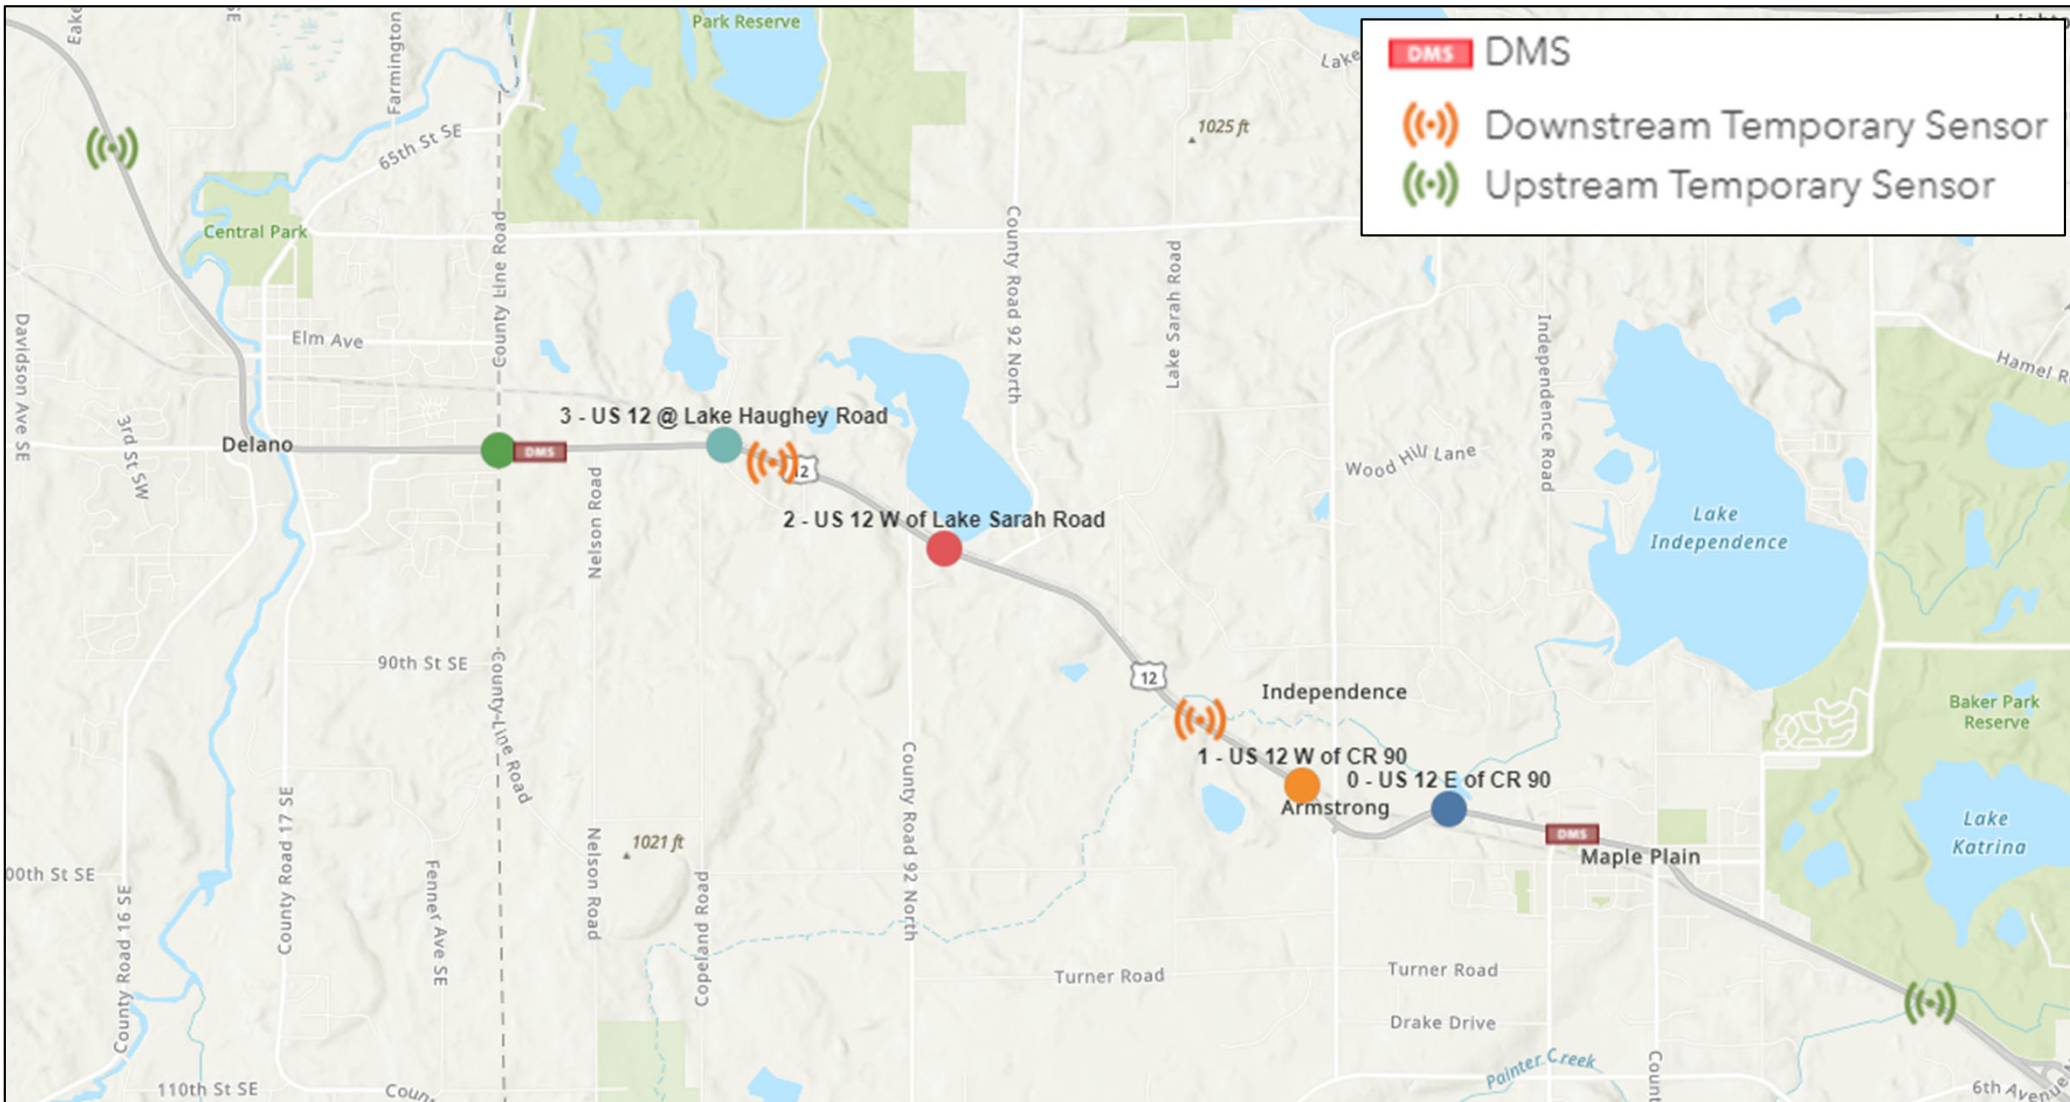 Park Reserve
Lake
1025 ft
DMS
DMS
Downstream Temporary Sensor
Upstream Temporary Sensor
Farmington
65th St SE
Central Park
County Line Road
County Road 92 North
Lake Sarah Road
Independence Road
Hamel R
Davidson Ave SE
Elm Ave
3rd St SW
Delano
DMS
3 - US 12 @ Lake Haughey Road
12
Nelson Road
2 - US 12 W of Lake Sarah Road
Wood Hill Lane
Lake
Independence
90th St SE
County Line Road
12
Independence
Baker Park
Reserve
1 - US 12 W of CR 90
0 - US 12 E of CR 90
Armstrong
DMS
Maple Plain
Lake
Katrina
1021 ft
00th St SE
County Road 16 SE
County Road 17 SE
Fenner Ave SE
Nelson Road
Copeland Road
County Road 92 North
Turner Road
Turner Road
Drake Drive
Painter Creek
Count
110th St SE
Coun
6th Avenue